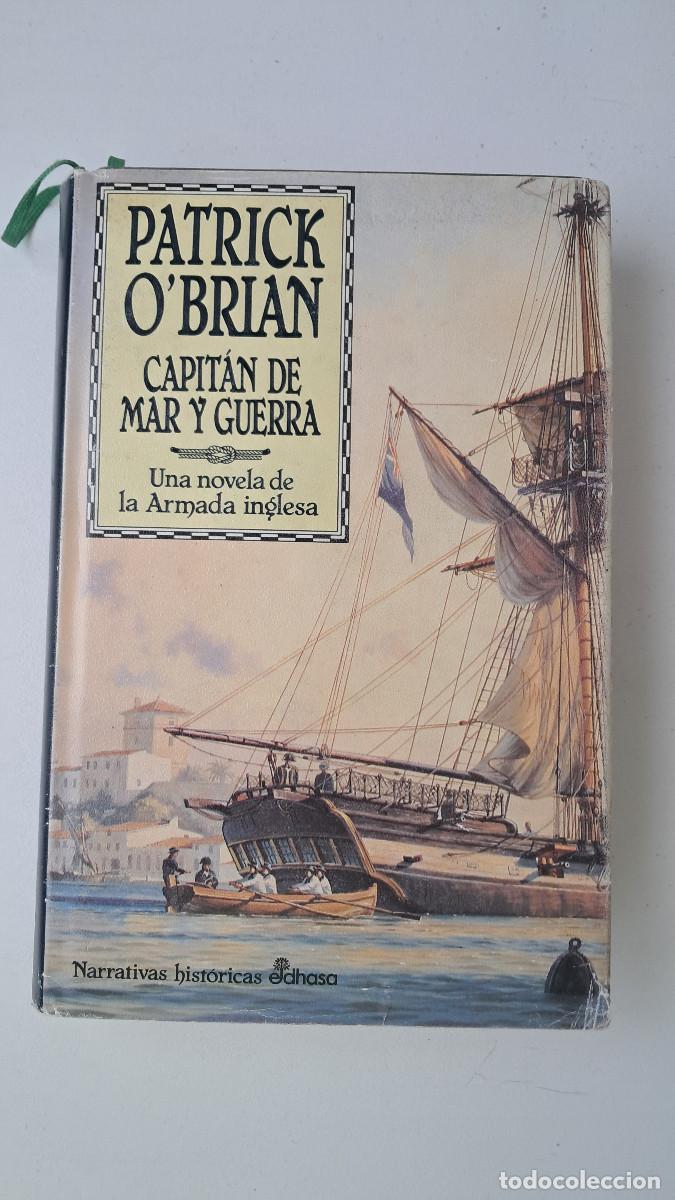 PATRICK
O'BRIAN
CAPITÁN DE
MAR Y GUERRA
Una novela de
la Armada inglesa
Narrativas históricas edhasa
todocoleccion